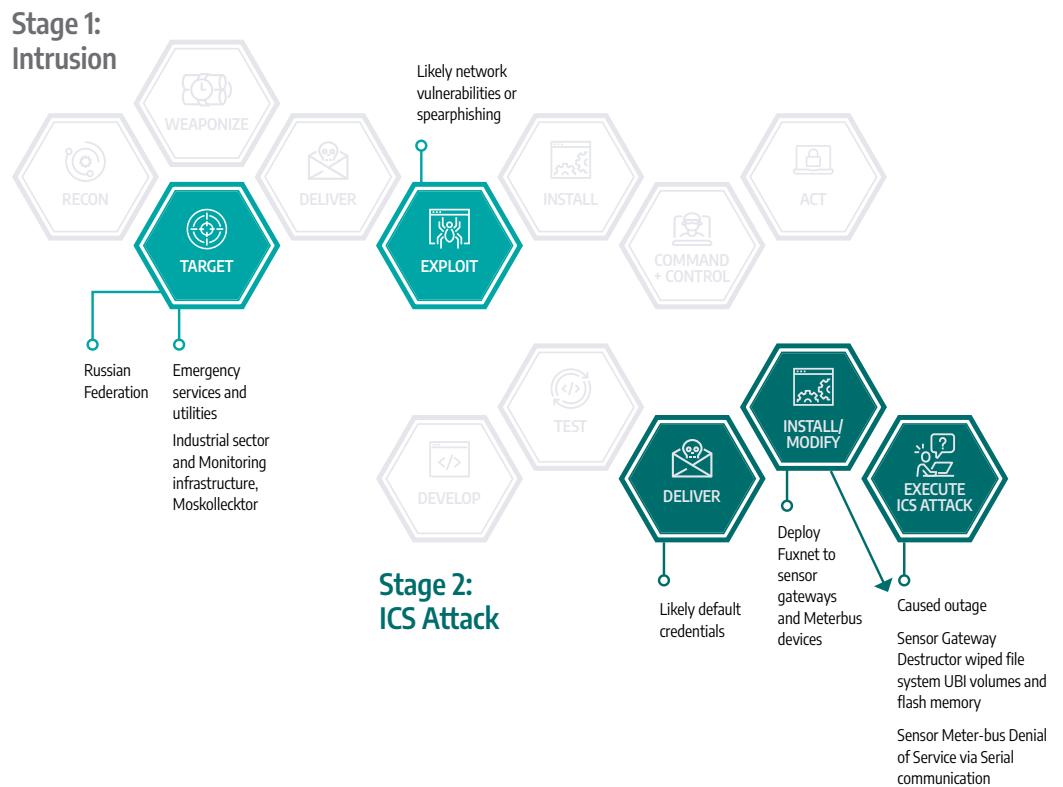 Stage 1:
Intrusion
WEAPONIZE
RECON
TARGET
DELIVER
Likely network
vulnerabilities or
spearphishing
EXPLOIT
INSTALL
COMMAND
+ CONTROL
ACT
Russian
Federation
Emergency
services and
utilities
Industrial sector
and Monitoring
infrastructure,
Moskollecktor
Stage 2:
ICS Attack
</>
DEVELOP
</>
TEST
DELIVER
Likely default
credentials
INSTALL/
MODIFY
Deploy
Fuxnet to
sensor
gateways
and Meterbus
devices
?
EXECUTE
ICS ATTACK
Caused outage
Sensor Gateway
Destructor wiped file
system UBI volumes and
flash memory
Sensor Meter-bus Denial
of Service via Serial
communication